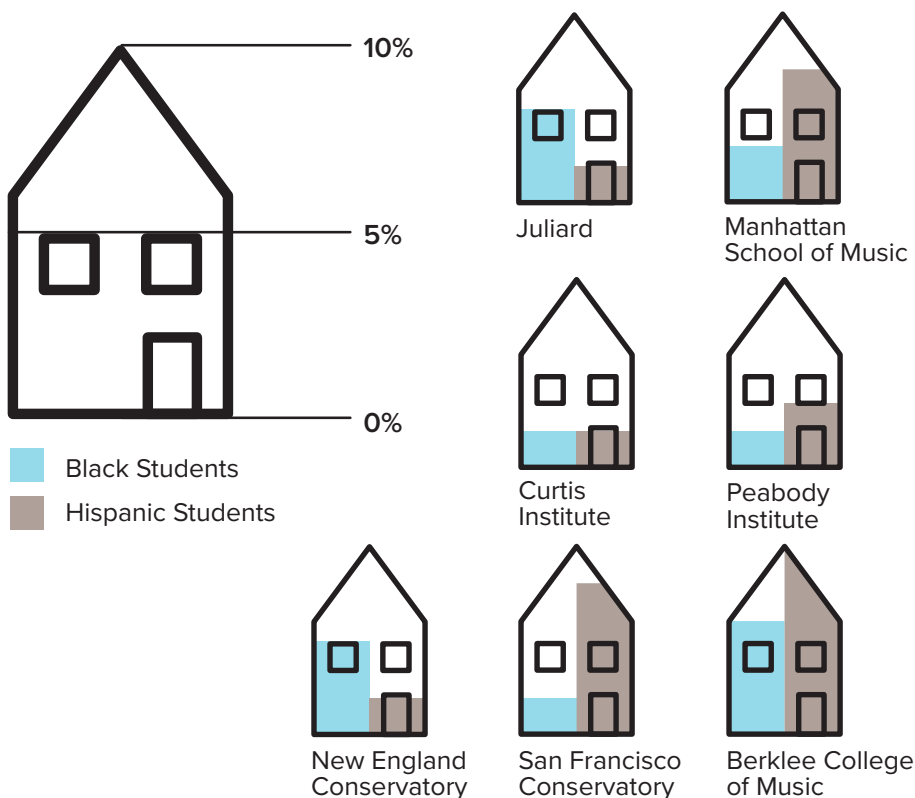 10%
5%
0%
Black Students
Hispanic Students
Juliard
Manhattan
School of Music
Curtis
Institute
Peabody
Institute
New England
Conservatory
San Francisco
Conservatory
Berklee College
of Music